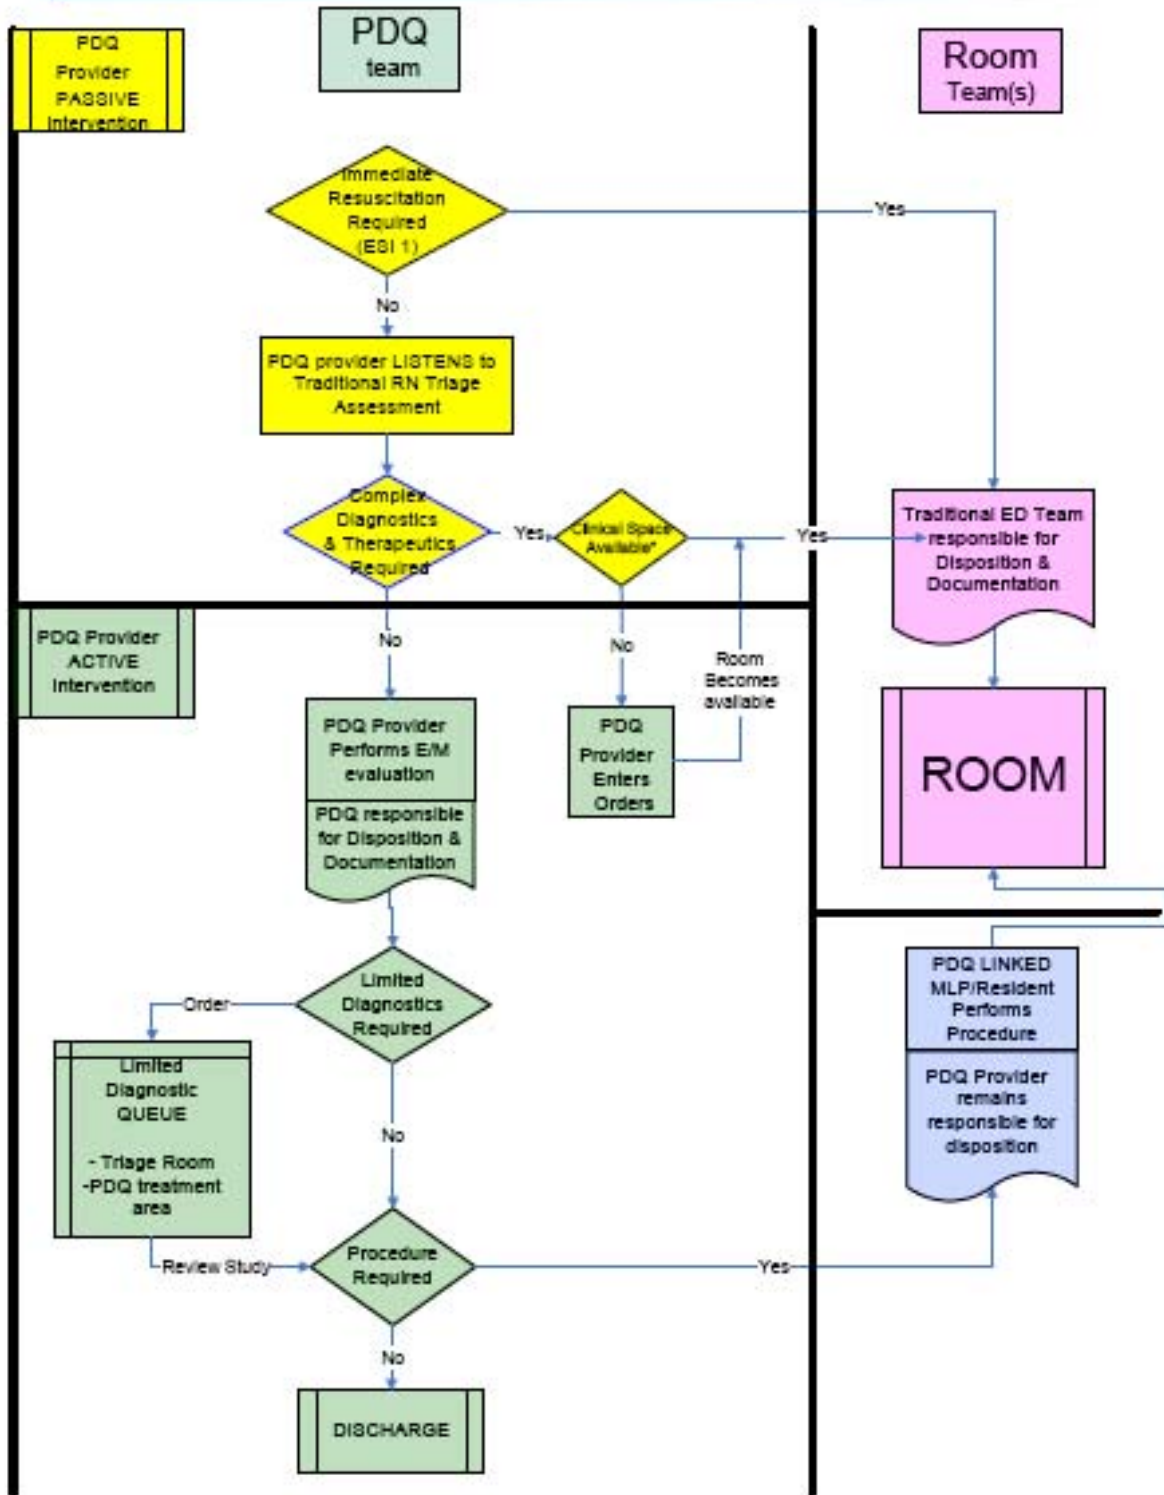 PDQ
Provider
PASSIVE
Intervention
PDQ
team
Room
Team(s)
Immediate
Resuscitation
Required
(ESI 1)
Yes
No
PDQ provider LISTENS to
Traditional RN Triage
Assessment
Complex
Diagnostics
& Therapeutics
Required
Yes
Clinical Space
Available*
Yes
Traditional ED Team
responsible for
Disposition &
Documentation
PDQ Provider
ACTIVE
Intervention
No
No
Room
Becomes
available
PDQ Provider
Performs E/M
evaluation
PDQ responsible
for Disposition &
Documentation
PDQ
Provider
Enters
Orders
ROOM
Limited
Diagnostics
Required
Order
Limited
Diagnostic
QUEUE
- Triage Room
-PDQ treatment
area
No
PDQ LINKED
MLP/Resident
Performs
Procedure
PDQ Provider
remains
responsible for
disposition
Review Study
Procedure
Required
Yes
No
DISCHARGE